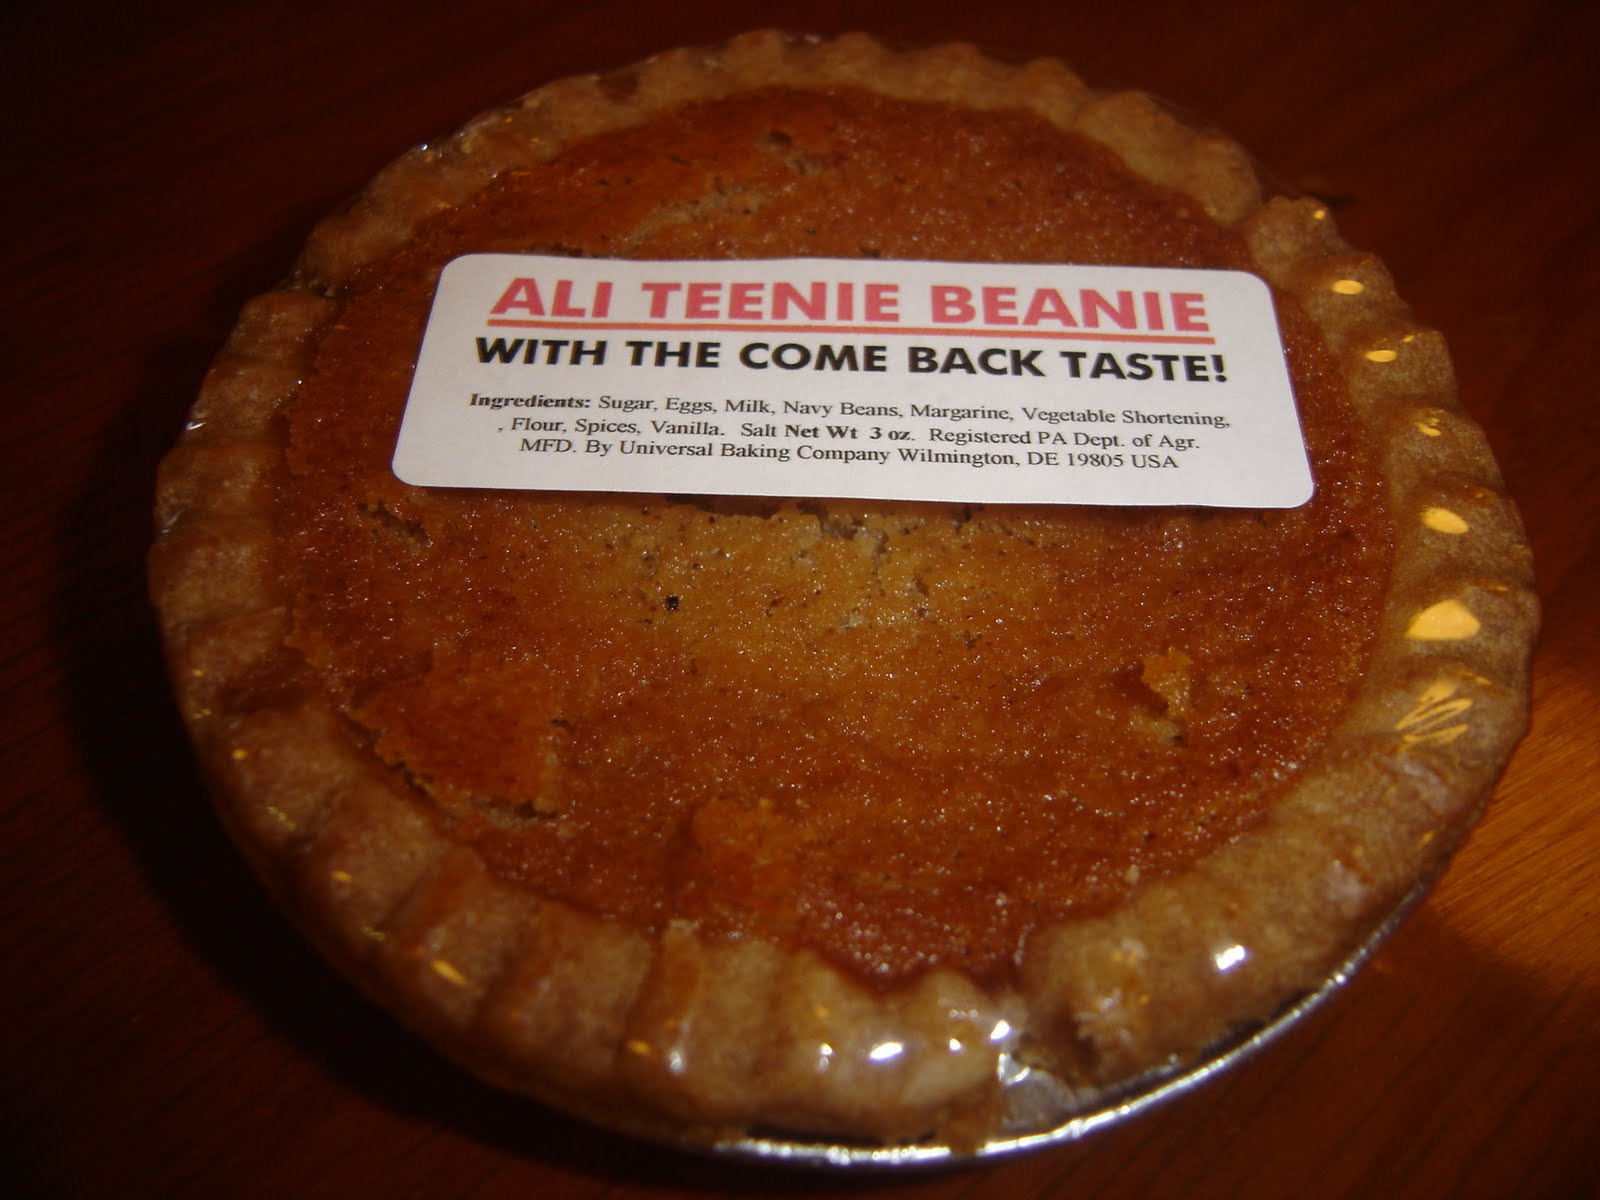 ALI TEENIE BEANIE
WITH THE COME BACK TASTE!
Ingredients: Sugar, Eggs, Milk, Navy Beans, Margarine, Vegetable Shortening,
, Flour, Spices, Vanilla. Salt Net Wt 3 oz. Registered PA Dept. of Agr.
MFD. By Universal Baking Company Wilmington, DE 19805 USA